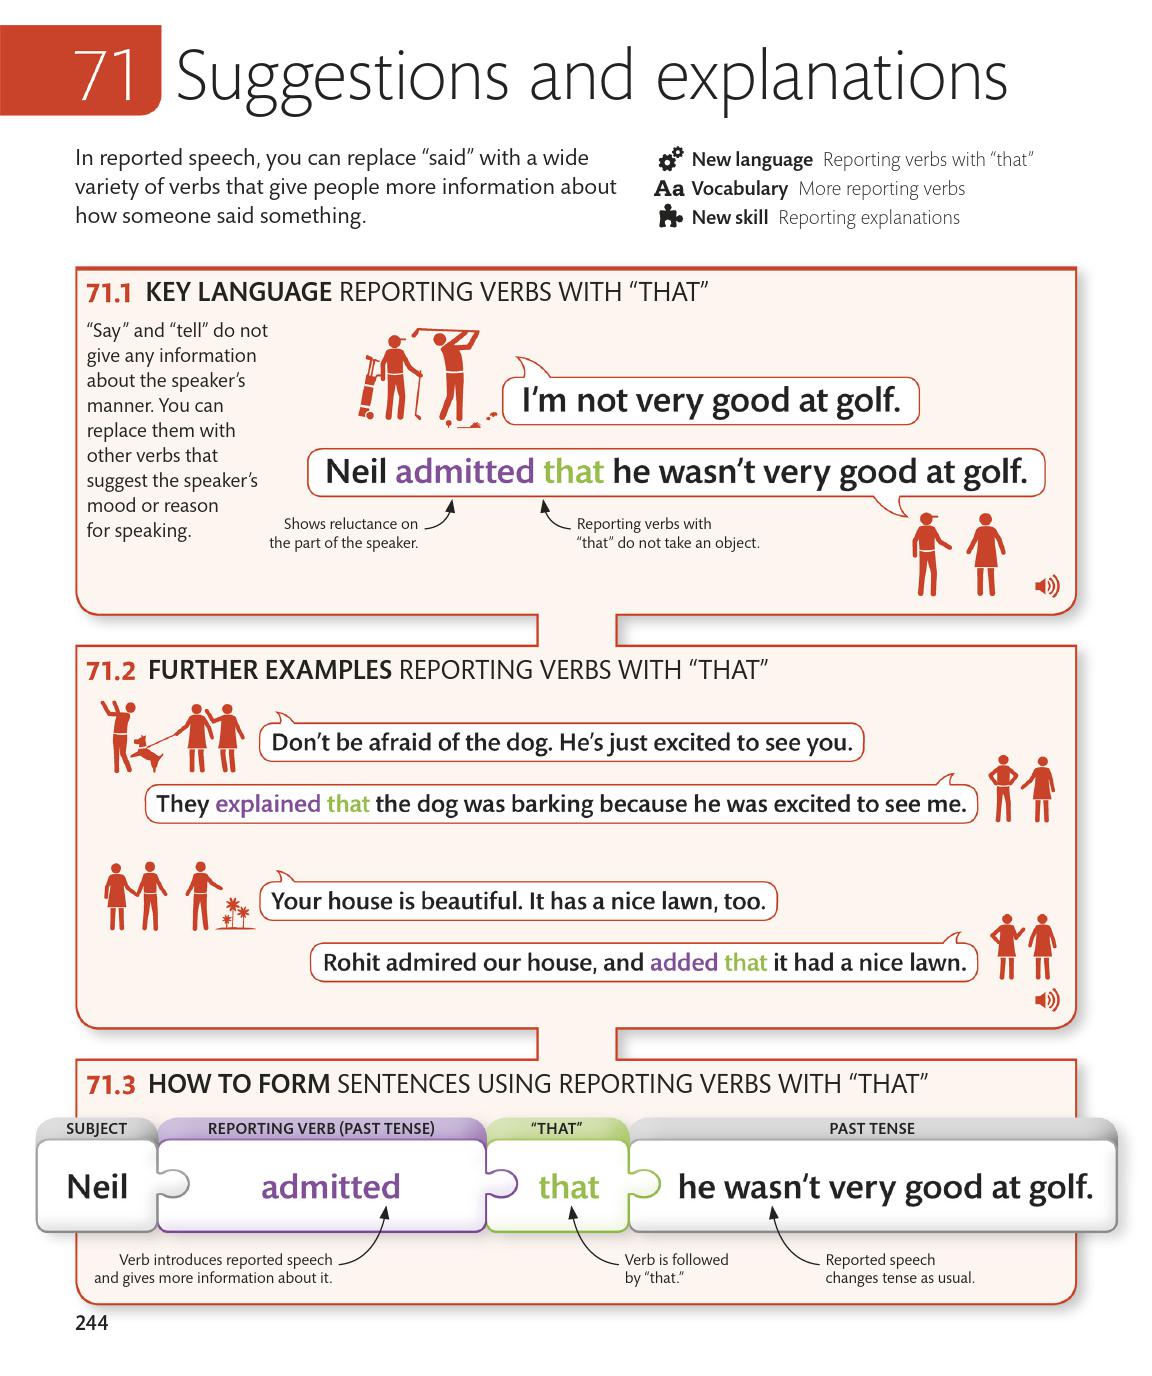 71 Suggestions and explanations
In reported speech, you can replace “said” with a wide
variety of verbs that give people more information about
how someone said something.
New language Reporting verbs with “that”
Aa Vocabulary More reporting verbs
New skill Reporting explanations
71.1 KEY LANGUAGE REPORTING VERBS WITH “THAT”
“Say” and “tell” do not
give any information
about the speaker’s
manner. You can
replace them with
other verbs that
suggest the speaker’s
mood or reason
for speaking.
I’m not very good at golf.
Neil admitted that he wasn’t very good at golf.
Shows reluctance on
the part of the speaker.
Reporting verbs with
“that” do not take an object.
71.2 FURTHER EXAMPLES REPORTING VERBS WITH “THAT”
Don’t be afraid of the dog. He’s just excited to see you.
They explained that the dog was barking because he was excited to see me.
Your house is beautiful. It has a nice lawn, too.
Rohit admired our house, and added that it had a nice lawn.
71.3 HOW TO FORM SENTENCES USING REPORTING VERBS WITH “THAT”
SUBJECT REPORTING VERB (PAST TENSE) “THAT” PAST TENSE
Neil admitted that he wasn’t very good at golf.
Verb introduces reported speech
and gives more information about it.
Verb is followed
by “that.”
Reported speech
changes tense as usual.
244